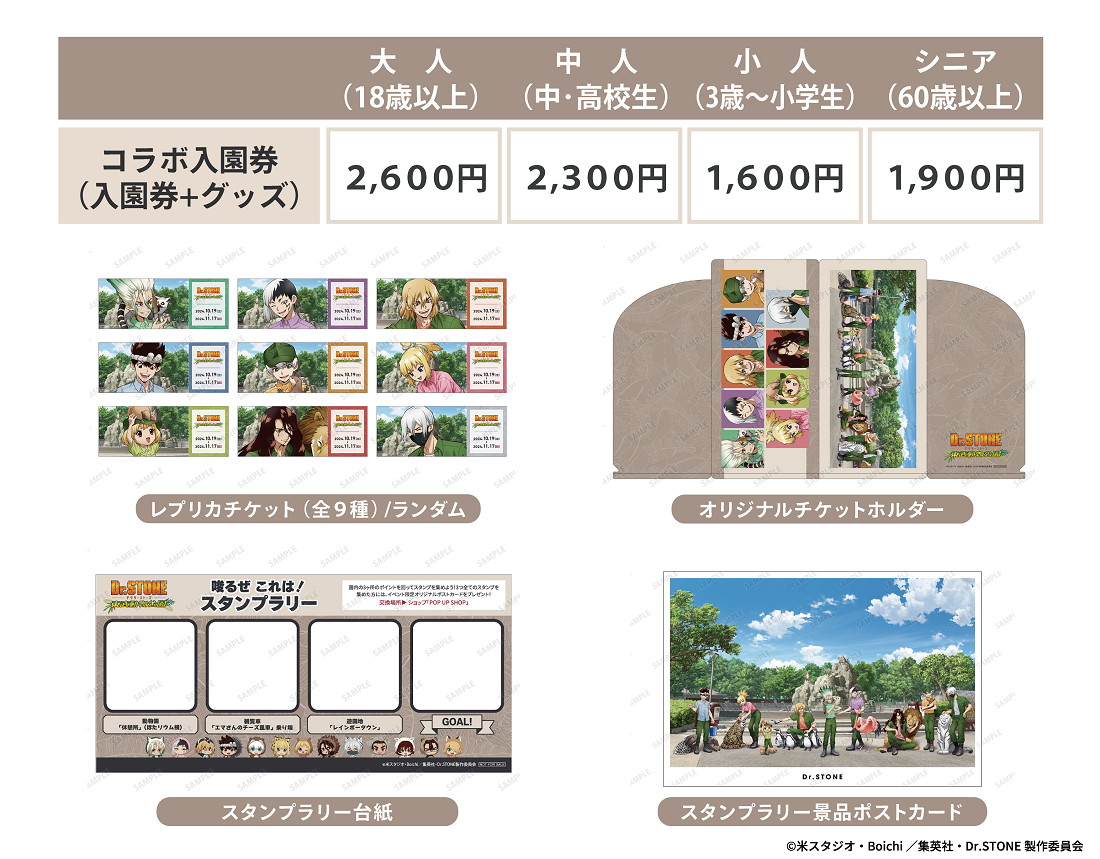 大　人
（18歳以上）
中　人
（中・高校生）
小　人
（3歳～小学生）
シニア
（60歳以上）
コラボ入園券
（入園券+グッズ）
2,600円
2,300円
1,600円
1,900円
SAMPLE
Dr.STONE
2024.10.19(土)
2024.11.17(日)
レプリカチケット（全９種）/ランダム
Dr.STONE
オリジナルチケットホルダー
Dr.STONE
ドクターストーン
唆るぜ これは！
スタンプラリー
園内の3ヶ所のポイントを回ってスタンプを集めよう!3つ全てのスタンプを
集めた方には、イベント限定オリジナルポストカードをプレゼント!
交換場所▶ショップ「POP UP SHOP」
動物園
「休憩所」（ほたリウム横）
観覧車
「エマさんのチーズ風車」乗り場
遊園地
「レインボータウン」
GOAL!
©米スタジオ・Boichi／集英社・Dr.STONE製作委員会 NOT FOR SALE
スタンプラリー台紙
Dr.STONE
スタンプラリー景品ポストカード
©米スタジオ・Boichi／集英社・Dr.STONE 製作委員会